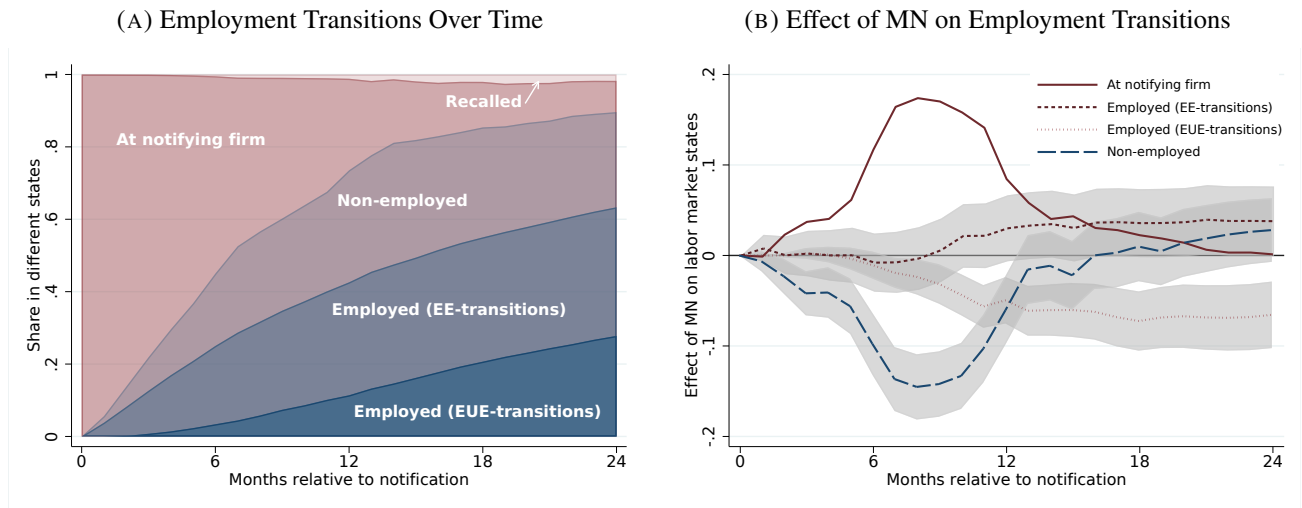 (A) Employment Transitions Over Time
Share in different states
1
.8
.6
.4
.2
0
Recalled
At notifying firm
Non-employed
Employed (EE-transitions)
Employed (EUE-transitions)
0 6 12 18 24
Months relative to notification
(B) Effect of MN on Employment Transitions
Effect of MN on labor market states
.2
.1
0
-.1
-.2
At notifying firm
Employed (EE-transitions)
Employed (EUE-transitions)
Non-employed
0 6 12 18 24
Months relative to notification